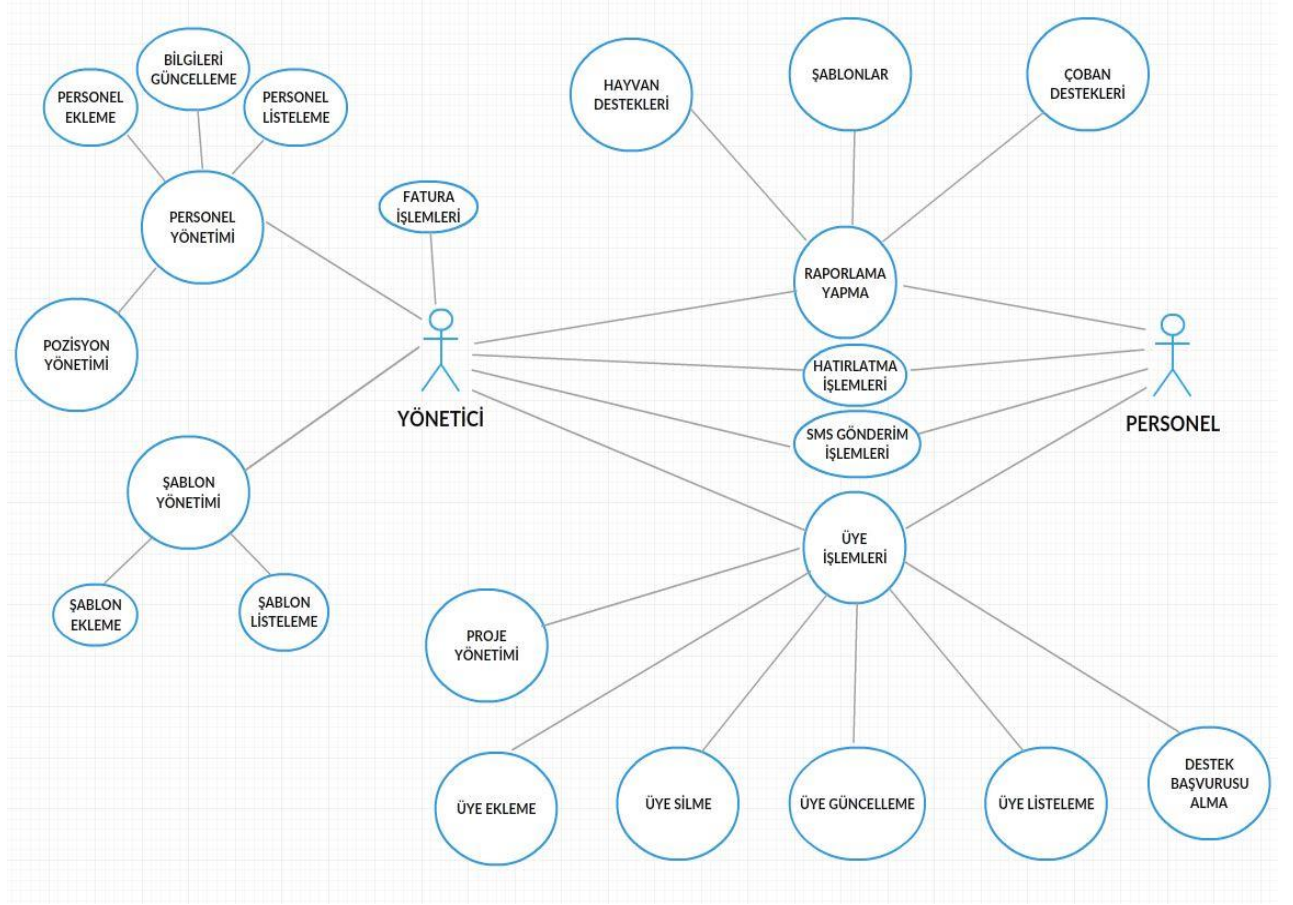 BİLGİLERİ
GÜNCELLEME
PERSONEL
EKLEME
PERSONEL
LİSTELEME
HAYVAN
DESTEKLERİ
ŞABLONLAR
ÇOBAN
DESTEKLERİ
PERSONEL
YÖNETİMİ
FATURA
İŞLEMLERİ
RAPORLAMA
YAPMA
POZİSYON
YÖNETİMİ
HATIRLATMA
İŞLEMLERİ
YÖNETİCİ
PERSONEL
SMS GÖNDERİM
İŞLEMLERİ
ŞABLON
YÖNETİMİ
ÜYE
İŞLEMLERİ
ŞABLON
EKLEME
ŞABLON
LİSTELEME
PROJE
YÖNETİMİ
ÜYE EKLEME
ÜYE SİLME
ÜYE GÜNCELLEME
ÜYE LİSTELEME
DESTEK
BAŞVURUSU
ALMA